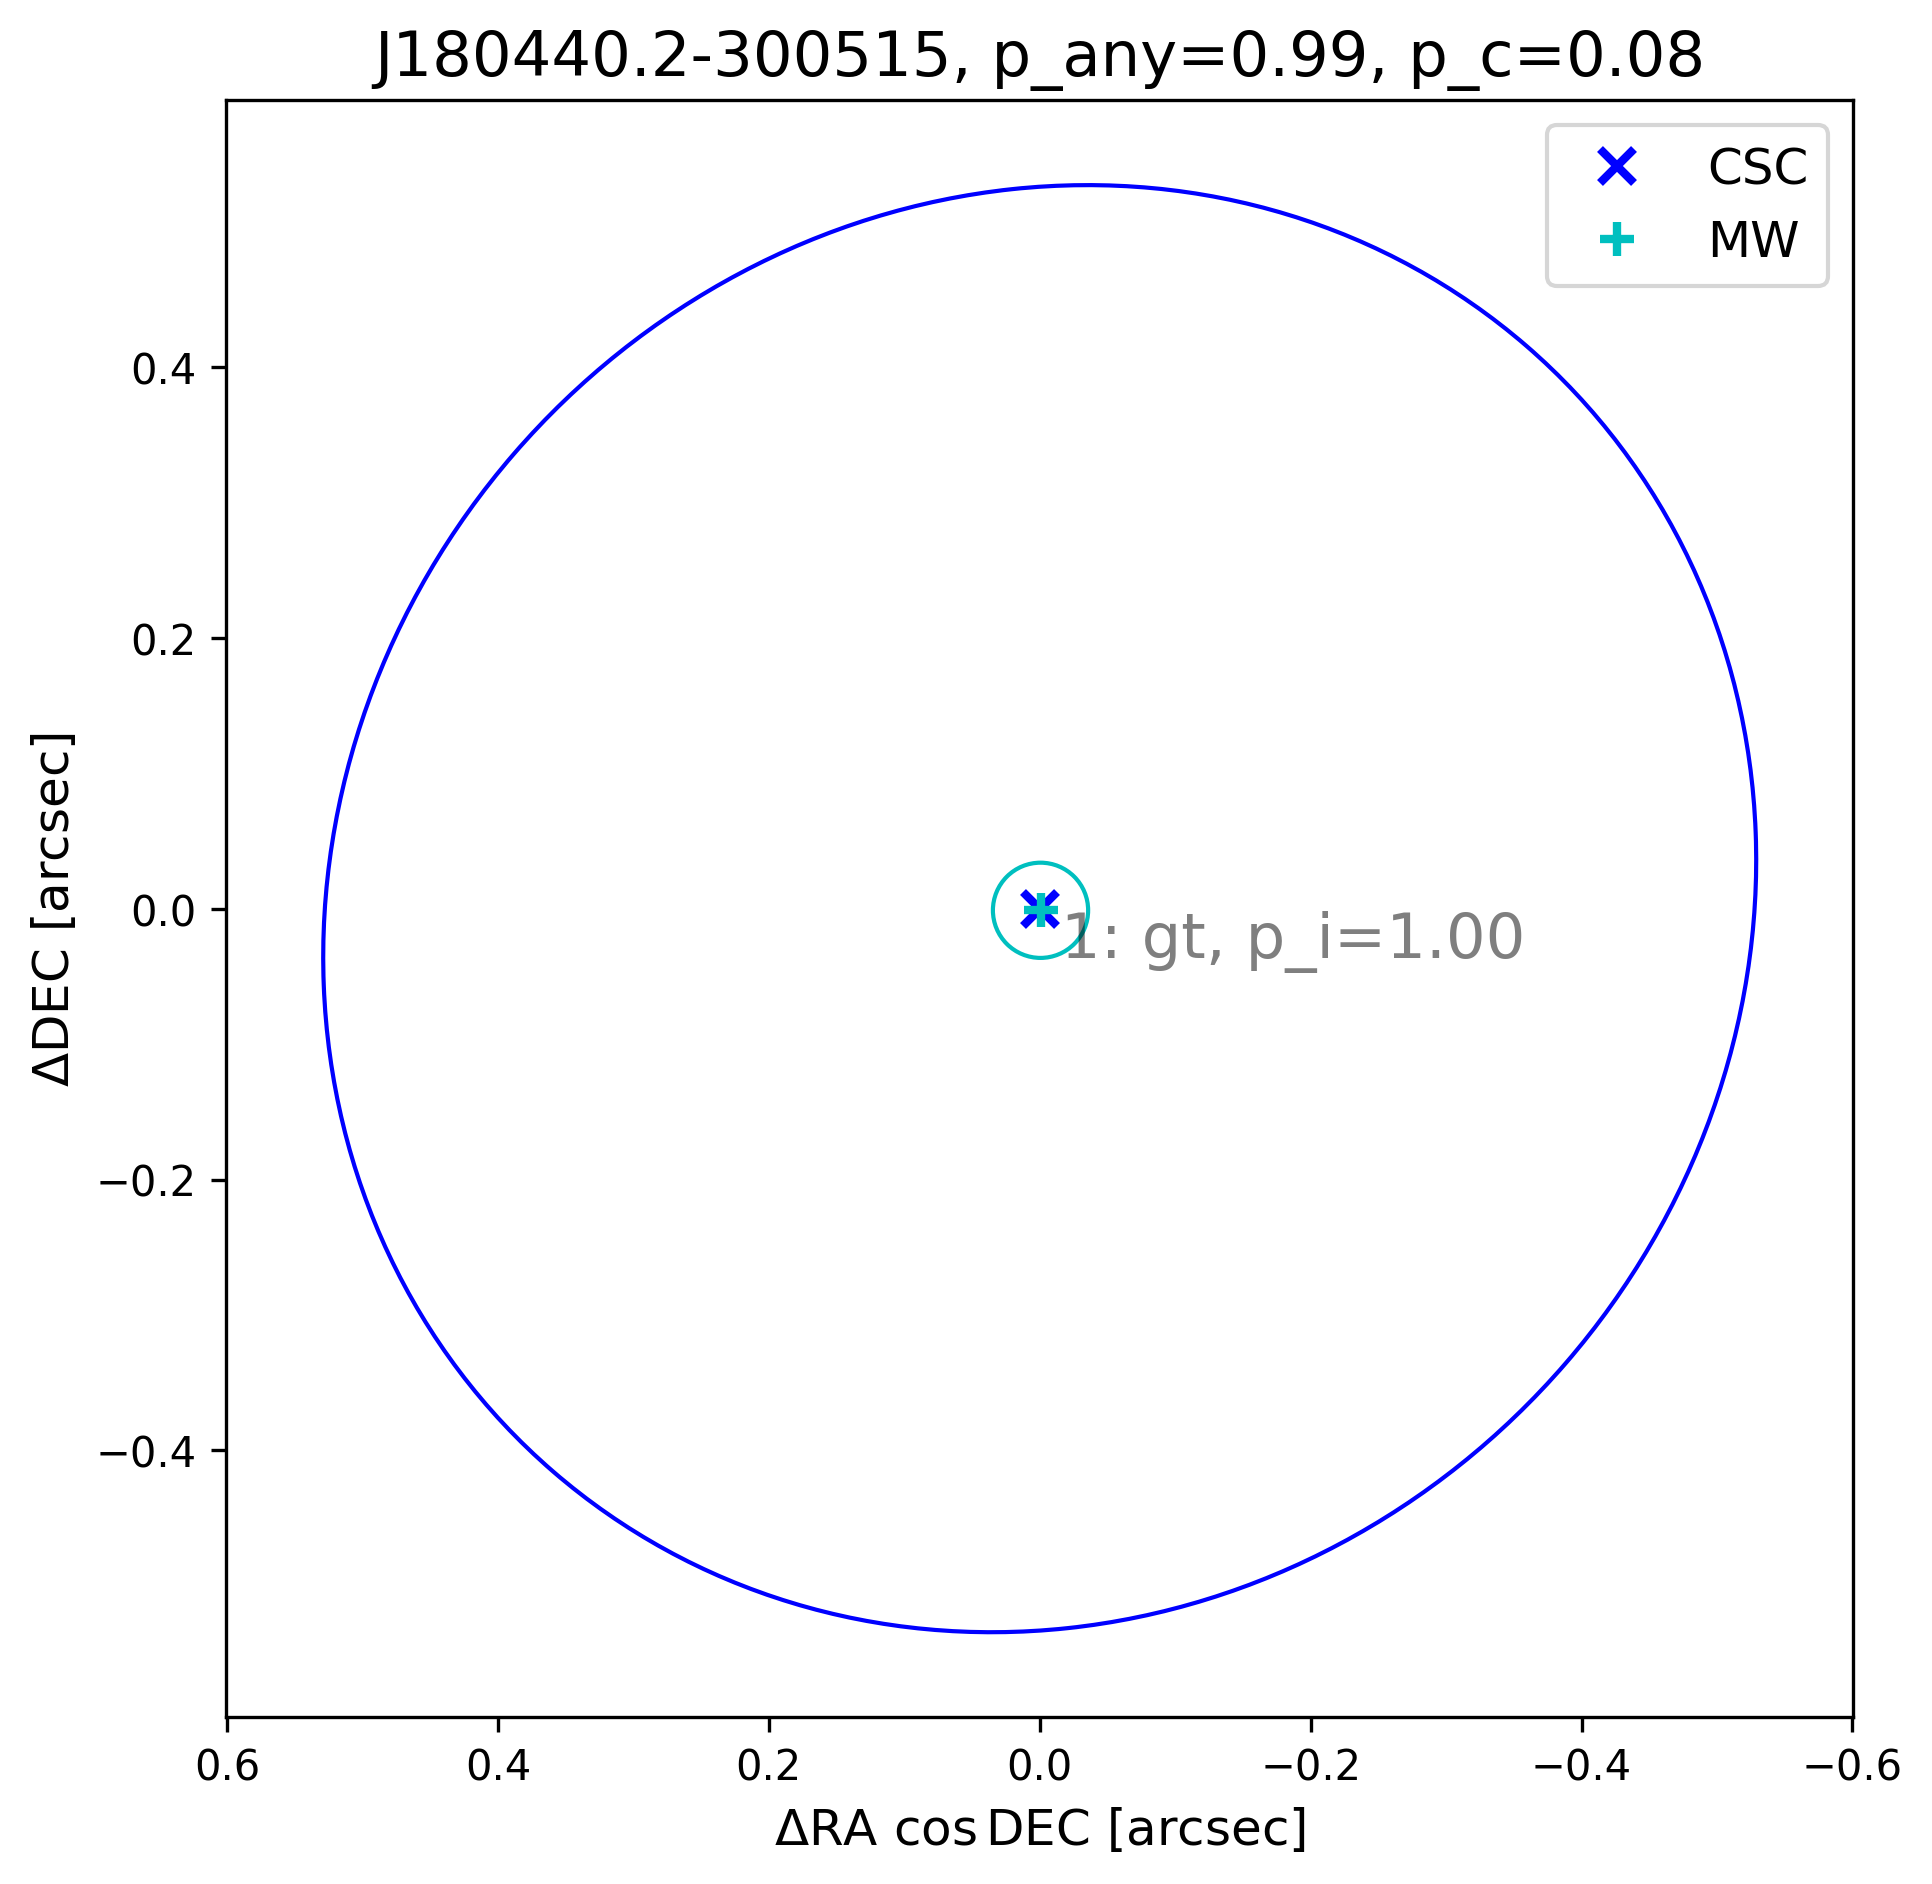 J180440.2-300515, p_any=0.99, p_c=0.08
CSC
MW
ΔDEC [arcsec]
0.4
0.2
0.0
−0.2
−0.4
1: gt, p_i=1.00
0.6 0.4 0.2 0.0 −0.2 −0.4 −0.6
ΔRA cos DEC [arcsec]